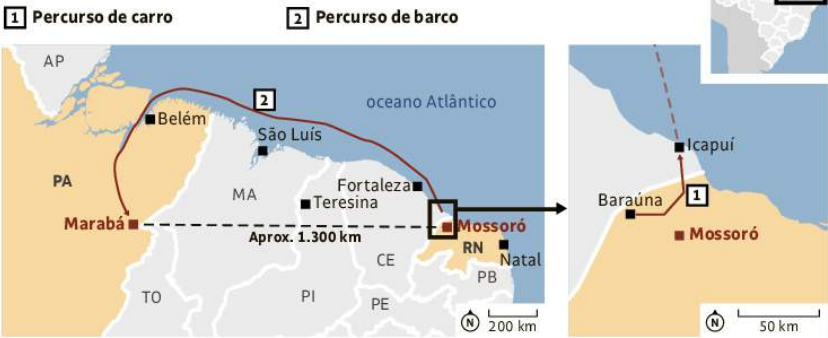 1 Percurso de carro
2 Percurso de barco
AP
2
oceano Atlântico
Belém
São Luís
PA
MA
Fortaleza
Teresina
Marabá
Mossoró
Aprox. 1.300 km
RN
Natal
CE
PB
TO
PI
PE
N
200 km
Icapuí
Baraúna
1
Mossoró
N
50 km